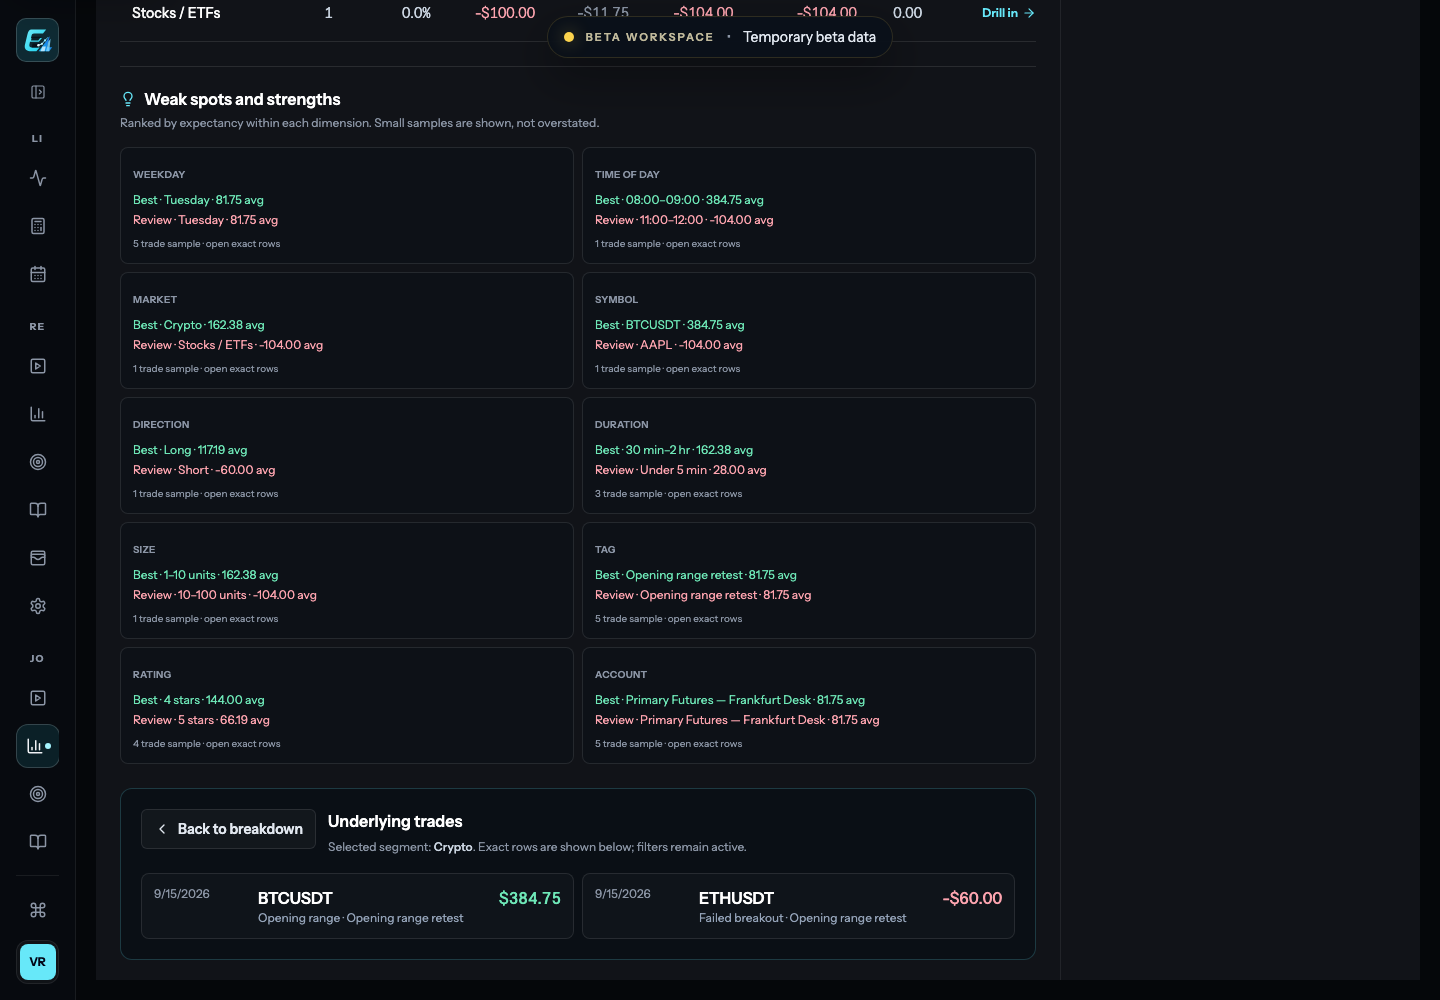 Stocks / ETFs 1 0.0% -$100.00 -$11.75 -$104.00 -$104.00 0.00 Drill in →
BETA WORKSPACE · Temporary beta data
LI
RE
JO
VR
Weak spots and strengths
Ranked by expectancy within each dimension. Small samples are shown, not overstated.
WEEKDAY
Best · Tuesday · 81.75 avg
Review · Tuesday · 81.75 avg
5 trade sample · open exact rows
TIME OF DAY
Best · 08:00–09:00 · 384.75 avg
Review · 11:00–12:00 · -104.00 avg
1 trade sample · open exact rows
MARKET
Best · Crypto · 162.38 avg
Review · Stocks / ETFs · -104.00 avg
1 trade sample · open exact rows
SYMBOL
Best · BTCUSDT · 384.75 avg
Review · AAPL · -104.00 avg
1 trade sample · open exact rows
DIRECTION
Best · Long · 117.19 avg
Review · Short · -60.00 avg
1 trade sample · open exact rows
DURATION
Best · 30 min–2 hr · 162.38 avg
Review · Under 5 min · 28.00 avg
3 trade sample · open exact rows
SIZE
Best · 1–10 units · 162.38 avg
Review · 10–100 units · -104.00 avg
1 trade sample · open exact rows
TAG
Best · Opening range retest · 81.75 avg
Review · Opening range retest · 81.75 avg
5 trade sample · open exact rows
RATING
Best · 4 stars · 144.00 avg
Review · 5 stars · 66.19 avg
4 trade sample · open exact rows
ACCOUNT
Best · Primary Futures — Frankfurt Desk · 81.75 avg
Review · Primary Futures — Frankfurt Desk · 81.75 avg
5 trade sample · open exact rows
Back to breakdown
Underlying trades
Selected segment: Crypto. Exact rows are shown below; filters remain active.
9/15/2026 BTCUSDT $384.75
Opening range · Opening range retest
9/15/2026 ETHUSDT -$60.00
Failed breakout · Opening range retest